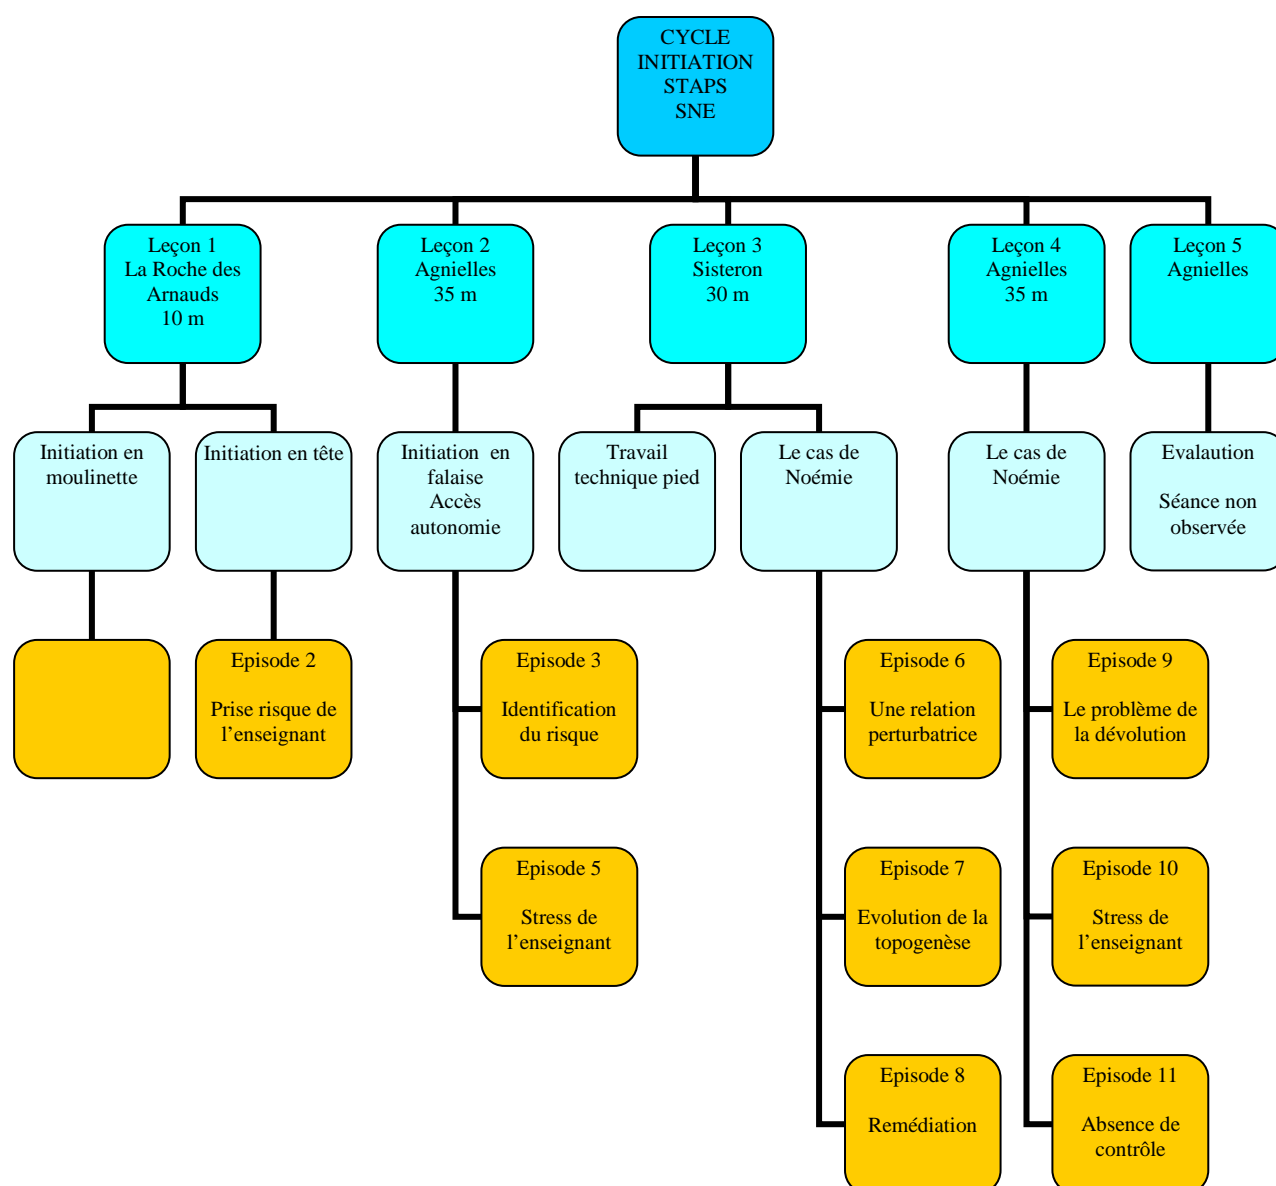 CYCLE
INITIATION
STAPS
SNE
Leçon 1
La Roche des
Arnauds
10 m
Leçon 2
Agnielles
35 m
Leçon 3
Sisteron
30 m
Leçon 4
Agnielles
35 m
Leçon 5
Agnielles
Initiation en
moulinette
Initiation en tête
Initiation en
falaise
Accès
autonomie
Travail
technique pied
Le cas de
Noémie
Le cas de
Noémie
Evalaution
Séance non
observée
Episode 2
Prise risque de
l’enseignant
Episode 3
Identification
du risque
Episode 6
Une relation
perturbatrice
Episode 9
Le problème de
la dévolution
Episode 5
Stress de
l’enseignant
Episode 7
Evolution de la
topogenèse
Episode 10
Stress de
l’enseignant
Episode 8
Remédiation
Episode 11
Absence de
contrôle